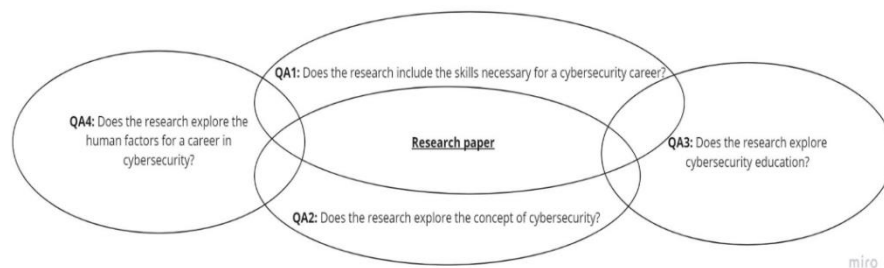 QA1: Does the research include the skills necessary for a cybersecurity career?
QA4: Does the research explore the
human factors for a career in
cybersecurity?
Research paper
QA3: Does the research explore
cybersecurity education?
QA2: Does the research explore the concept of cybersecurity?
miro